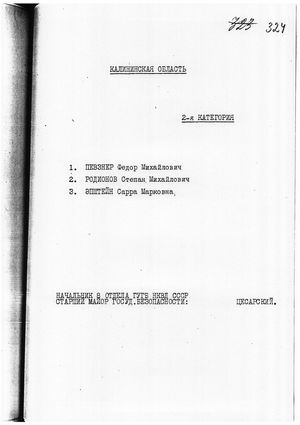 323 324
КАЛИНИНСКАЯ ОБЛАСТЬ
2-я КАТЕГОРИЯ
1. ПЕВЗНЕР Федор Михайлович
2. РОДИОНОВ Степан Михайлович
3. ЭПШТЕЙН Сарра Марковна
НАЧАЛЬНИК 8 ОТДЕЛА ГУГБ НКВД СССР
СТАРШИЙ МАЙОР ГОСУД.БЕЗОПАСНОСТИ: ЦЕСАРСКИЙ.